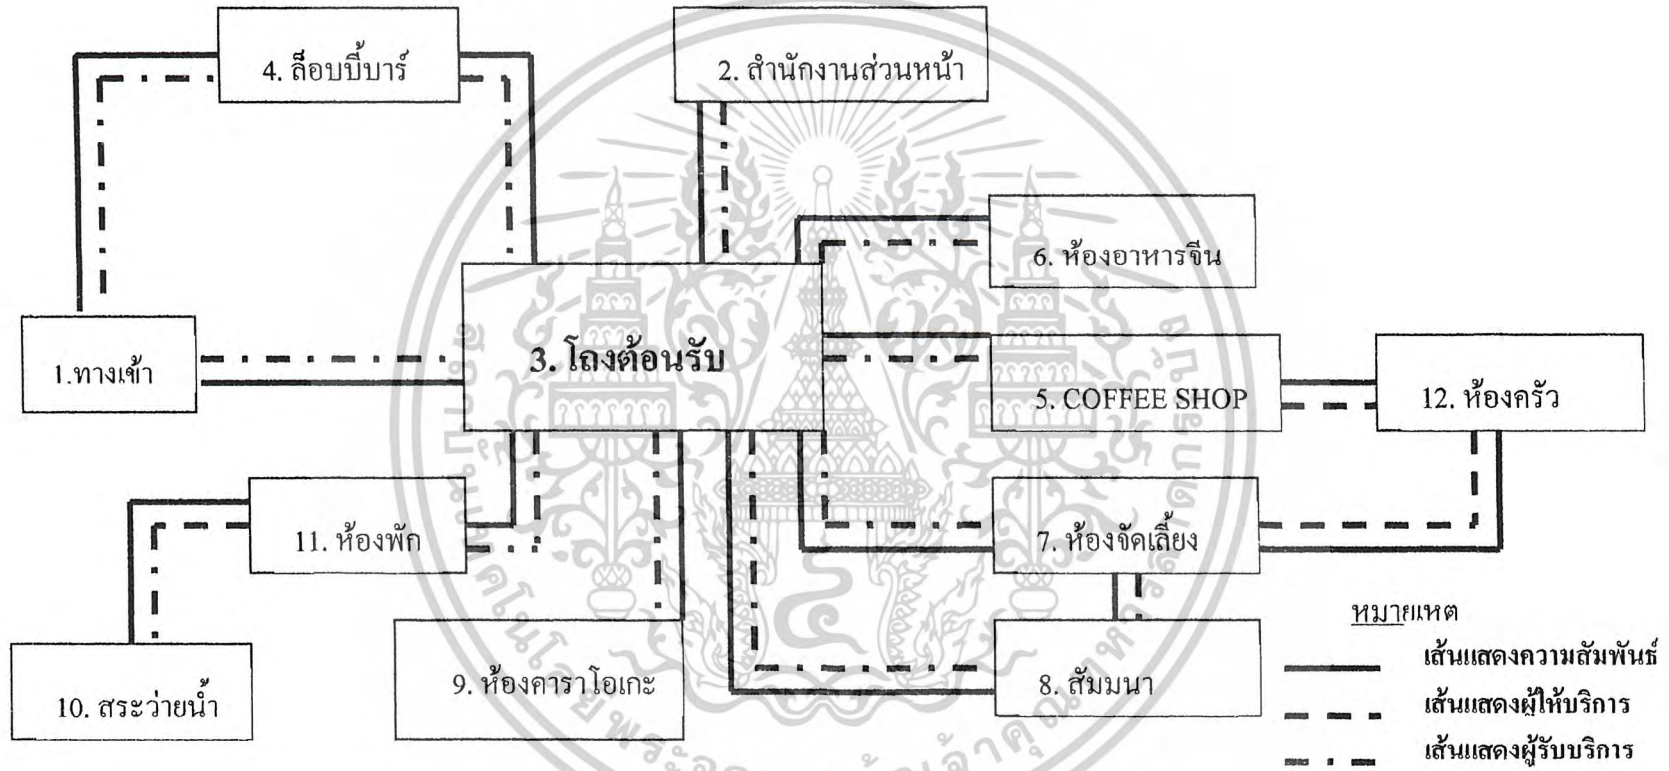 4. ล็อบบี้บาร์
2. สำนักงานส่วนหน้า
6. ห้องอาหารจีน
1.ทางเข้า
3. โถงต้อนรับ
5. COFFEE SHOP
12. ห้องครัว
11. ห้องพัก
7. ห้องจัดเลี้ยง
10. สระว่ายน้ำ
9. ห้องคาราโอเกะ
8. สัมมนา
หมายเหต
เส้นแสดงความสัมพันธ์
เส้นแสดงผู้ให้บริการ
เส้นแสดงผู้รับบริการ